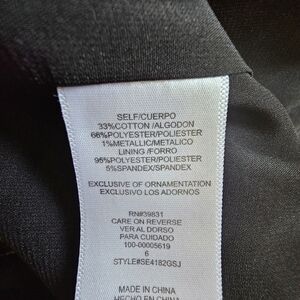 SELF/CUERPO
33%COTTON/ALGODON
66%POLYESTER/POLIESTER
1%METALLIC/METALICO
LINING/FORRO
95%POLYESTER/POLIESTER
5%SPANDEX/SPANDEX
EXCLUSIVE OF ORNAMENTATION
EXCLUSIVO LOS ADORNOS
RN#39831
CARE ON REVERSE
VER AL DORSO
PARA CUIDADO
100-00005619
6
STYLE#SE4182GSJ
MADE IN CHINA
HECHO EN CHINA